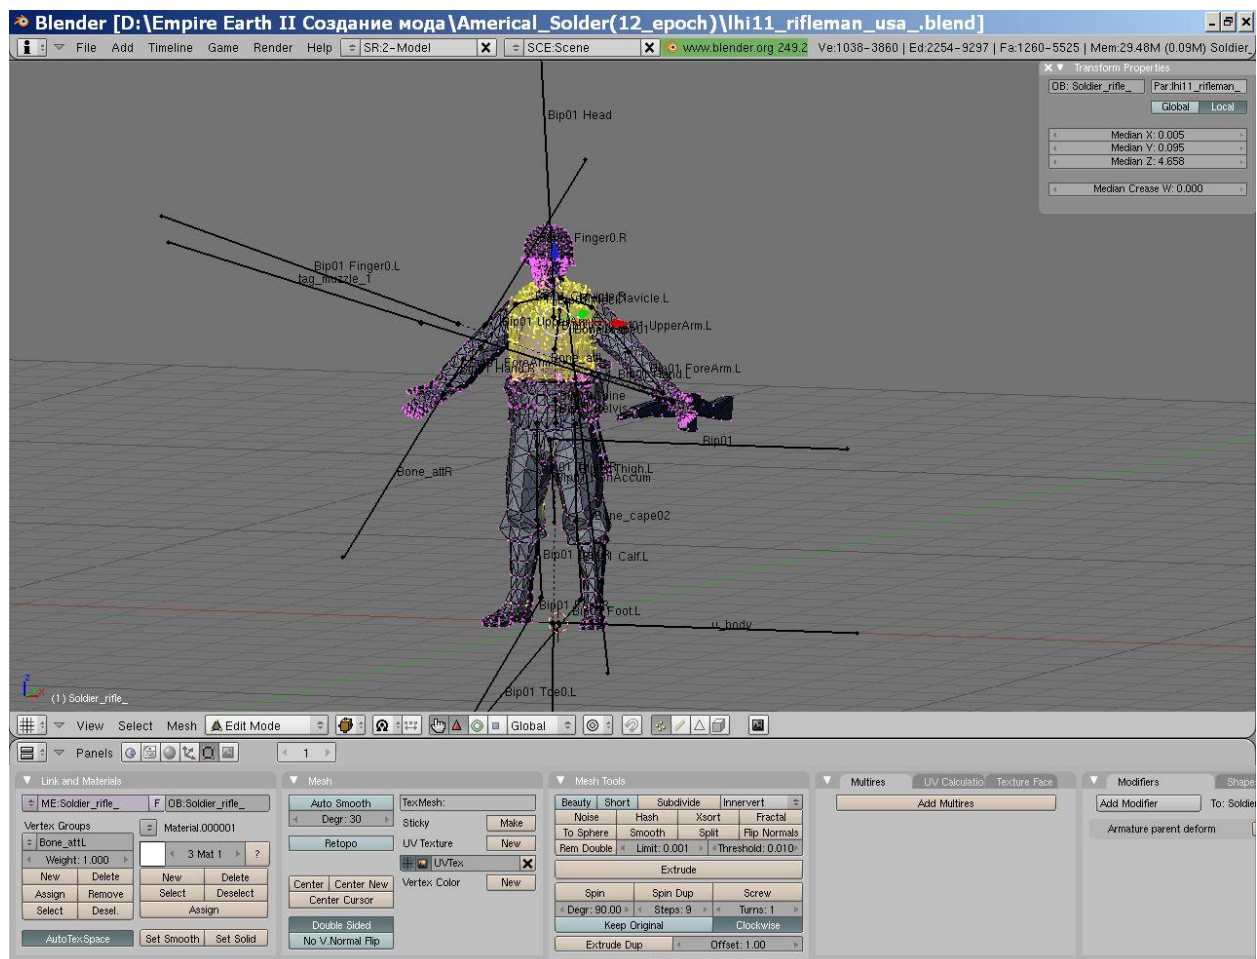 Blender [D:\Empire Earth II Создание мода\Americal_Solder(12_epoch)\lhi11_rifleman_usa_.blend]
File Add Timeline Game Render Help SR:2-Model SCE:Scene www.blender.org 249.2 Ve:1038-3860 | Ed:2254-9297 | Fa:1260-5525 | Mem:29.48M (0.09M) Soldier_
Transform Properties
OB: Soldier_rifle_ Par:lhi11_rifleman_
Global Local
Median X: 0.005
Median Y: 0.095
Median Z: 4.658
Median Crease W: 0.000
Bip01 Head
Finger0.R
Bip01 Finger0.L
tag_muzzle_1
UpperArm.L
Bip01 ForeArm.L
Bip01
Bone_attR
Thigh.L
Bone_cape02
Calf.L
Foot.L
u_body
Bip01 Toe0.L
z
x
(1) Soldier_rifle_
View Select Mesh Edit Mode Global
Panels 1
Link and Materials
ME:Soldier_rifle_ F OB:Soldier_rifle_
Vertex Groups Material.000001
Bone_attL
Weight: 1.000 3 Mat 1 ?
New Delete New Delete
Assign Remove Select Deselect
Select Desel. Assign
AutoTexSpace Set Smooth Set Solid
Mesh
Auto Smooth TexMesh:
Degr: 30 Sticky Make
Retopo UV Texture New
UVTex
Center Center New Vertex Color New
Center Cursor
Double Sided
No V.Normal Flip
Mesh Tools
Beauty Short Subdivide Innervert
Noise Hash Xsort Fractal
To Sphere Smooth Split Flip Normals
Rem Double Limit: 0.001 Threshold: 0.010
Extrude
Spin Spin Dup Screw
Degr: 90.00 Steps: 9 Turns: 1
Keep Original Clockwise
Extrude Dup Offset: 1.00
Multires UV Calculatio Texture Face
Add Multires
Modifiers Shape
Add Modifier To: Soldie
Armature parent deform